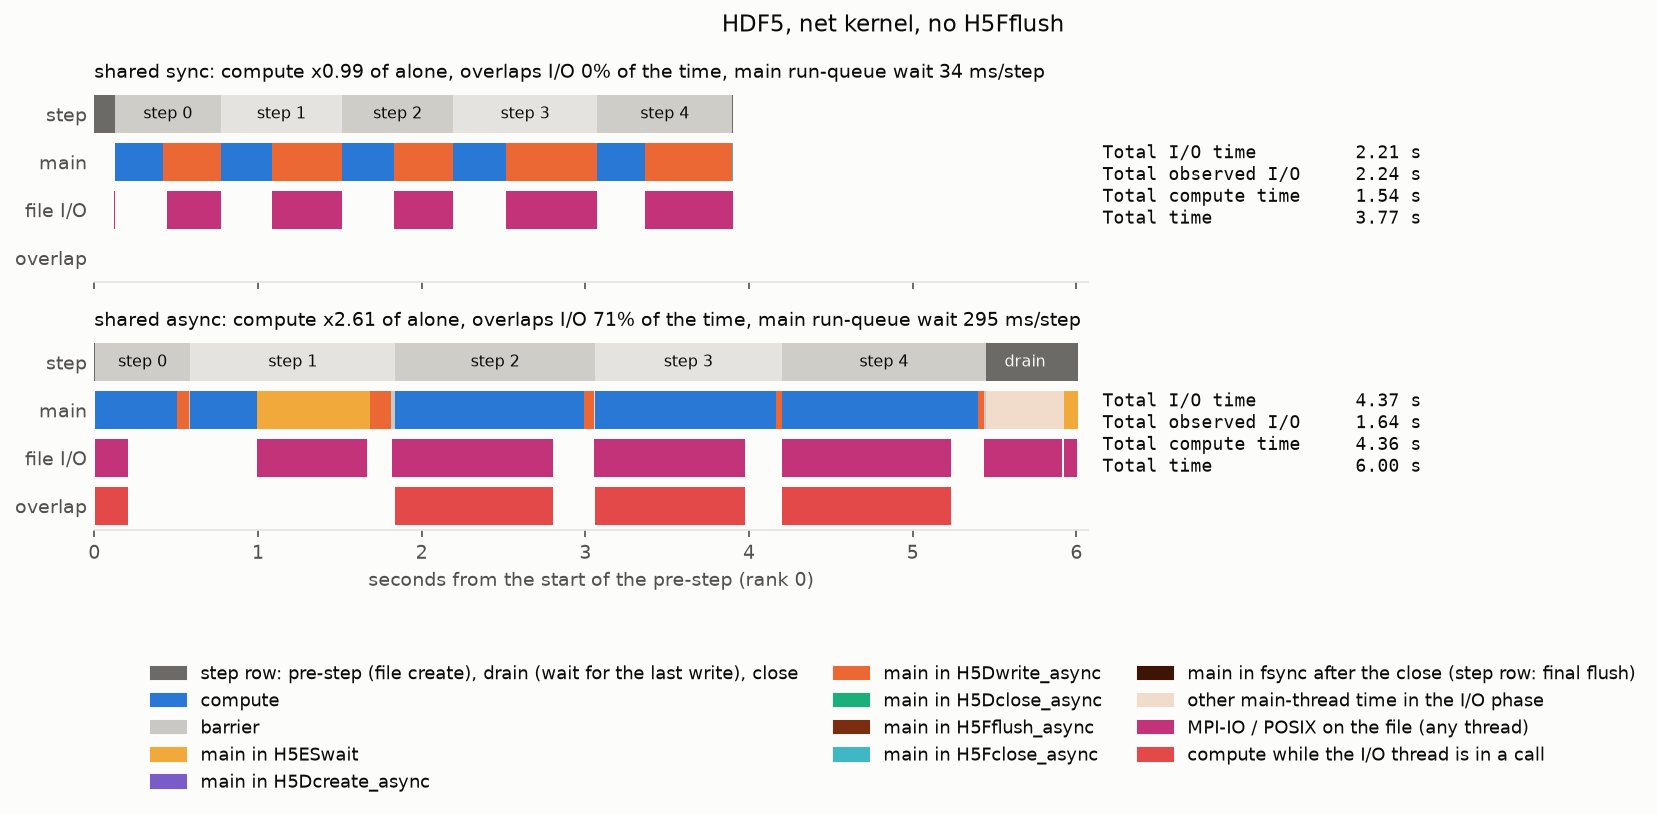 HDF5, net kernel, no H5Fflush
shared sync: compute x0.99 of alone, overlaps I/O 0% of the time, main run-queue wait 34 ms/step
step
step 0
step 1
step 2
step 3
step 4
main
file I/O
overlap
Total I/O time 2.21 s
Total observed I/O 2.24 s
Total compute time 1.54 s
Total time 3.77 s
shared async: compute x2.61 of alone, overlaps I/O 71% of the time, main run-queue wait 295 ms/step
step
step 0
step 1
step 2
step 3
step 4
drain
main
file I/O
overlap
Total I/O time 4.37 s
Total observed I/O 1.64 s
Total compute time 4.36 s
Total time 6.00 s
0 1 2 3 4 5 6
seconds from the start of the pre-step (rank 0)
step row: pre-step (file create), drain (wait for the last write), close
compute
barrier
main in H5ESwait
main in H5Dcreate_async
main in H5Dwrite_async
main in H5Dclose_async
main in H5Fflush_async
main in H5Fclose_async
main in fsync after the close (step row: final flush)
other main-thread time in the I/O phase
MPI-IO / POSIX on the file (any thread)
compute while the I/O thread is in a call